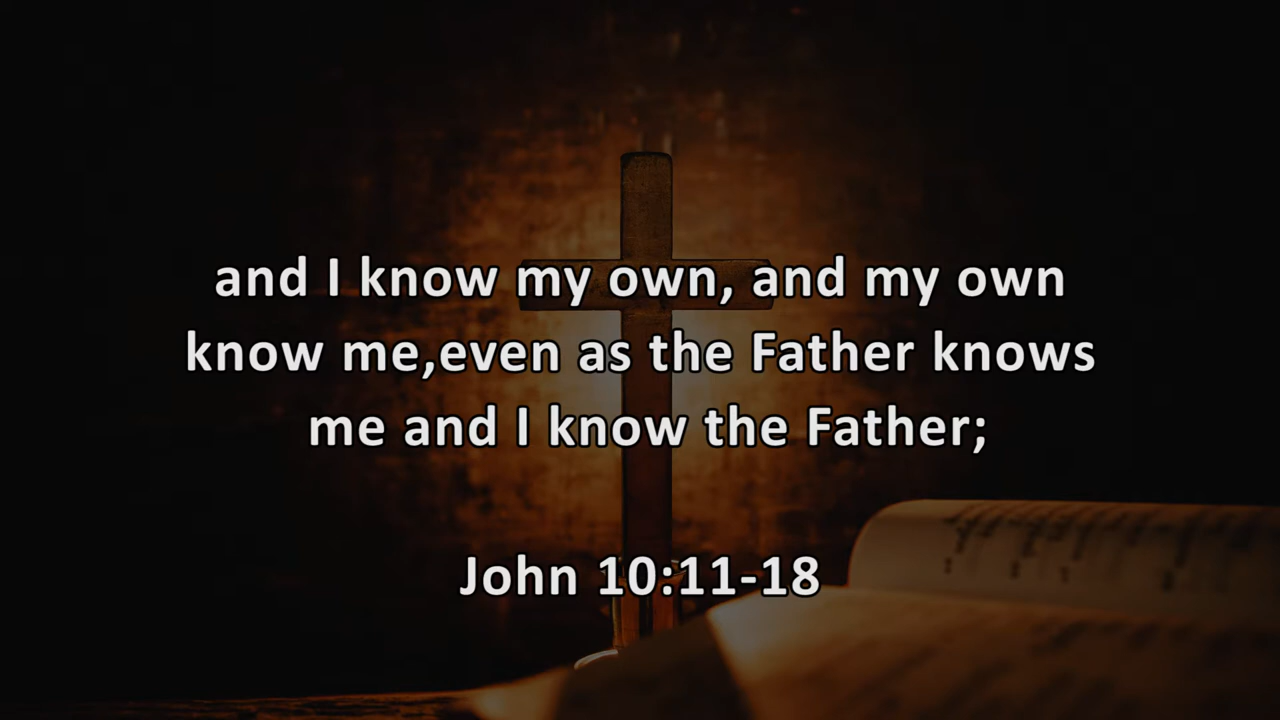 and I know my own, and my own
know me,even as the Father knows
me and I know the Father;
John 10:11-18